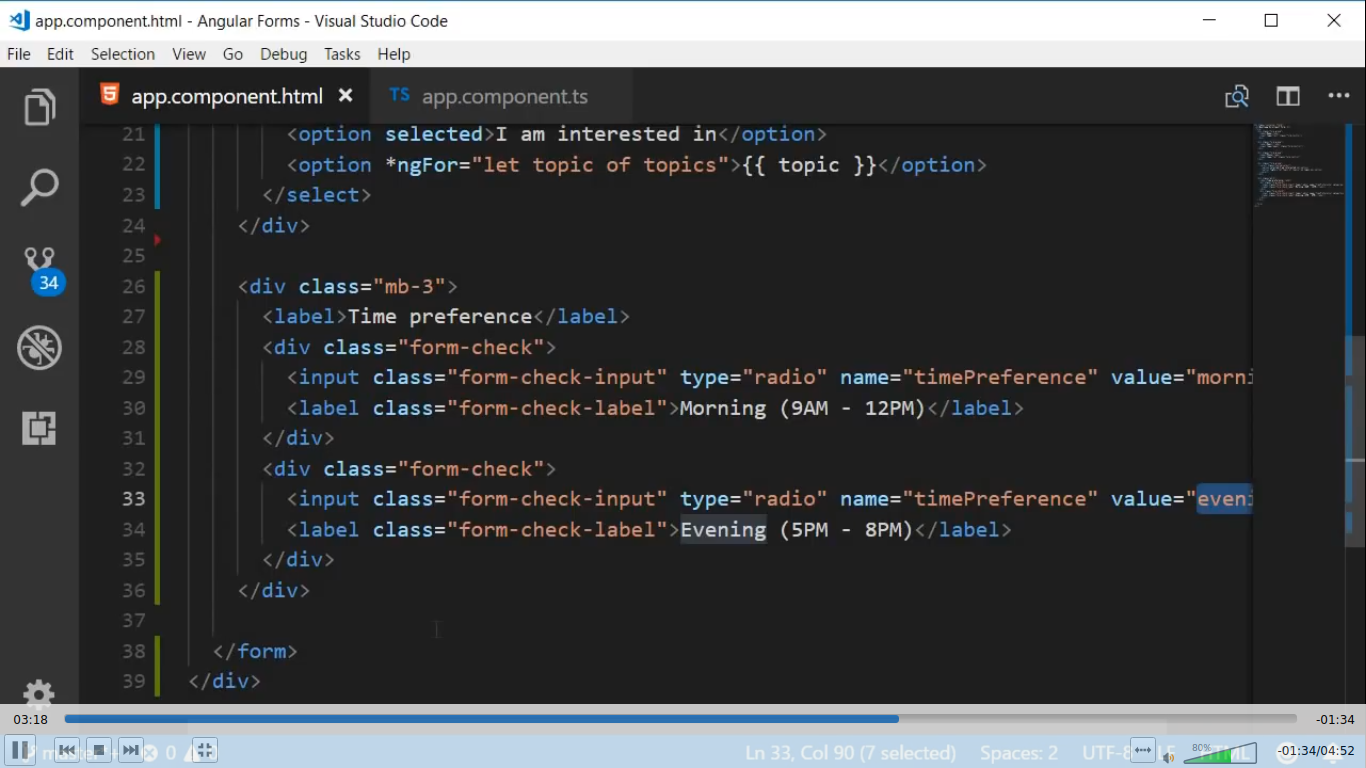 app.component.html - Angular Forms - Visual Studio Code
File Edit Selection View Go Debug Tasks Help
app.component.html TS app.component.ts
34
21 <option selected>I am interested in</option>
22 <option *ngFor="let topic of topics">{{ topic }}</option>
23 </select>
24 </div>
25
26 <div class="mb-3">
27 <label>Time preference</label>
28 <div class="form-check">
29 <input class="form-check-input" type="radio" name="timePreference" value="morni
30 <label class="form-check-label">Morning (9AM - 12PM)</label>
31 </div>
32 <div class="form-check">
33 <input class="form-check-input" type="radio" name="timePreference" value="eveni
34 <label class="form-check-label">Evening (5PM - 8PM)</label>
35 </div>
36 </div>
37
38 </form>
39 </div>
03:18 -01:34
0 Ln 33, Col 90 (7 selected) Spaces: 2 80% -01:34/04:52